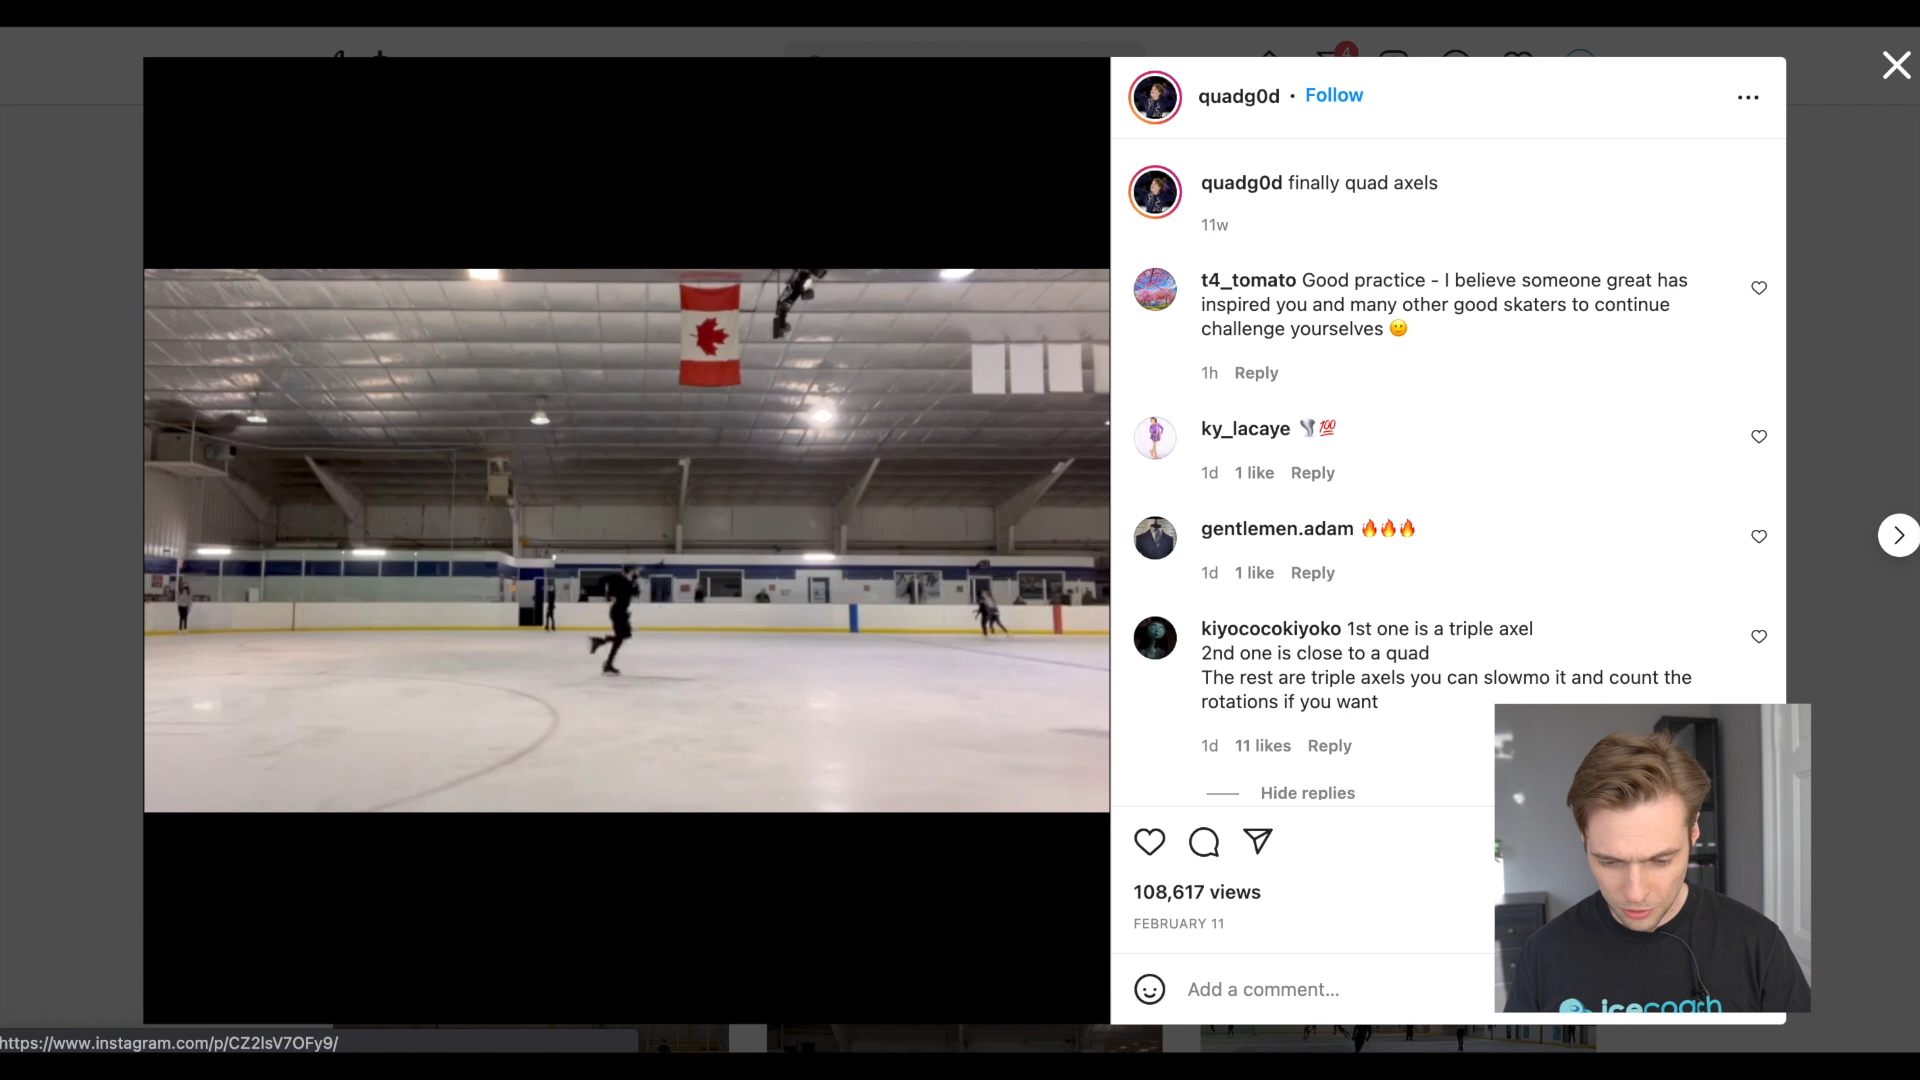 4
quadg0d • Follow
quadg0d finally quad axels
11w
t4_tomato Good practice - I believe someone great has
inspired you and many other good skaters to continue
challenge yourselves 🙂
1h Reply
ky_lacaye 🌪️💯
1d 1 like Reply
gentlemen.adam 🔥🔥🔥
1d 1 like Reply
kiyococokiyoko 1st one is a triple axel
2nd one is close to a quad
The rest are triple axels you can slowmo it and count the
rotations if you want
1d 11 likes Reply
Hide replies
108,617 views
FEBRUARY 11
Add a comment...
icecoach
https://www.instagram.com/p/CZ2lsV7OFy9/